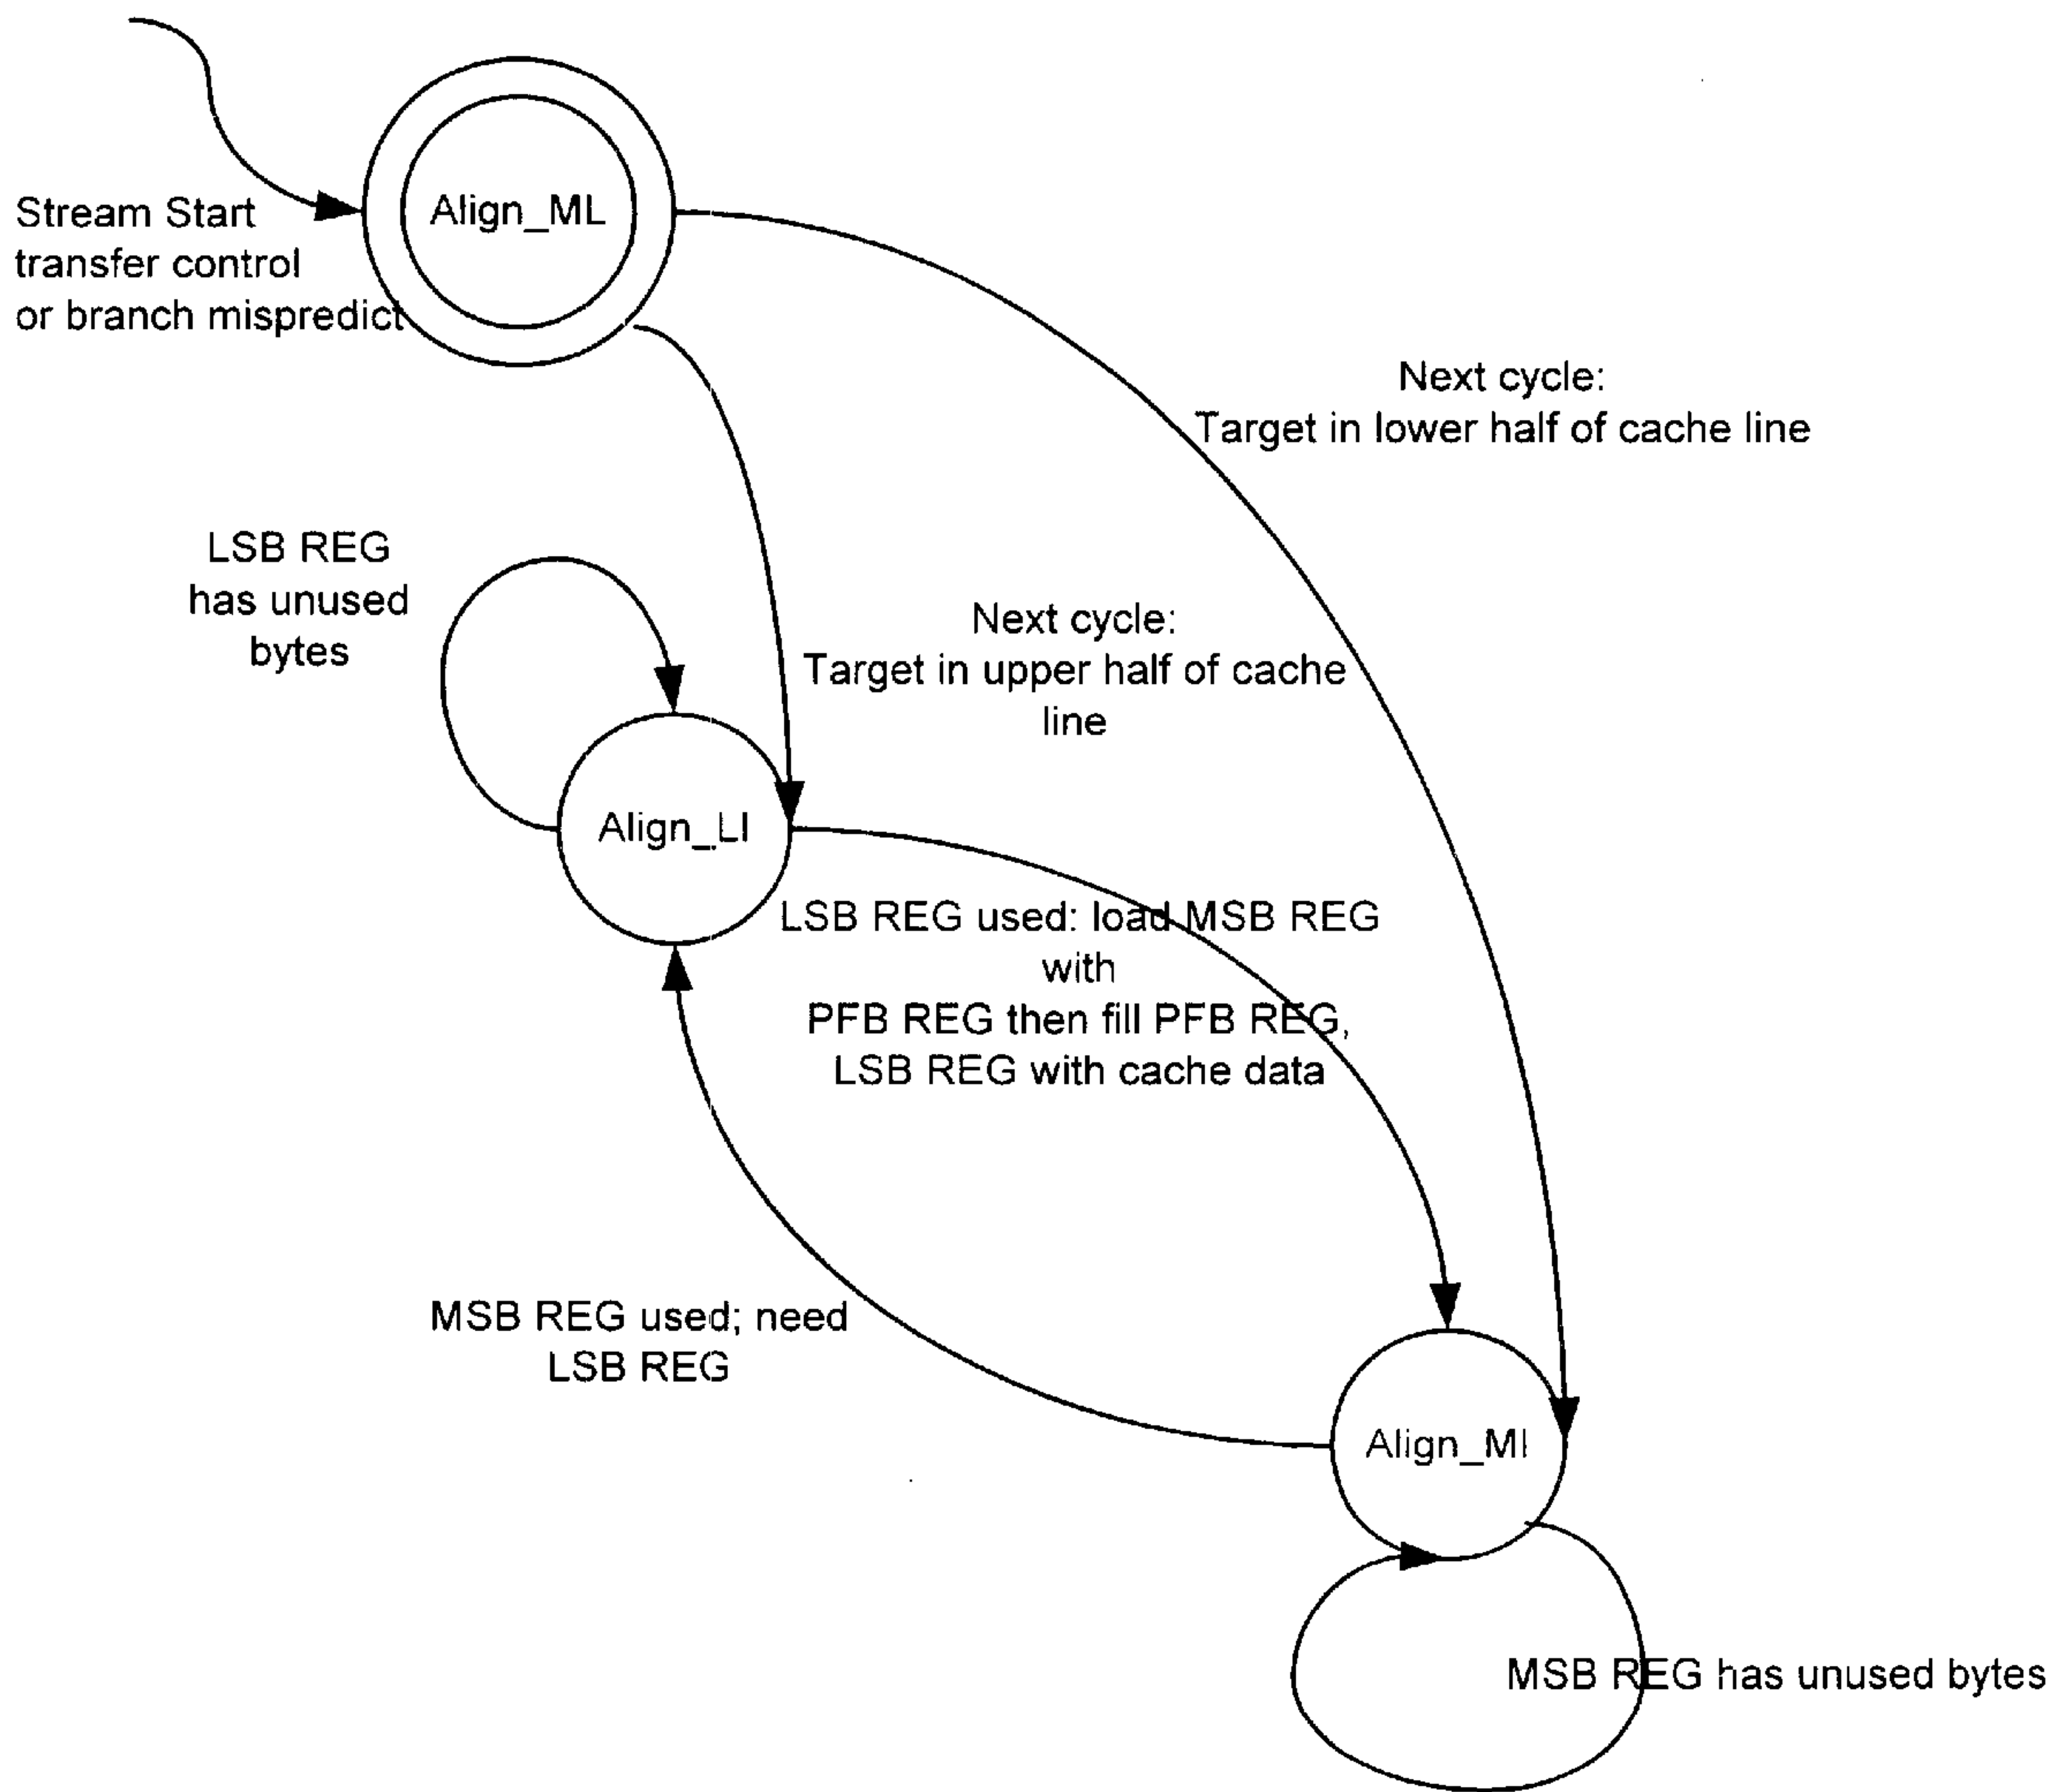 Align_ML
Stream Start
transfer control
or branch mispredict
Next cycle:
Target in lower half of cache line
LSB REG
has unused
bytes
Next cycle:
Target in upper half of cache
line
Align_LI
LSB REG used: load MSB REG
with
PFB REG then fill PFB REG,
LSB REG with cache data
MSB REG used; need
LSB REG
Align_MI
MSB REG has unused bytes